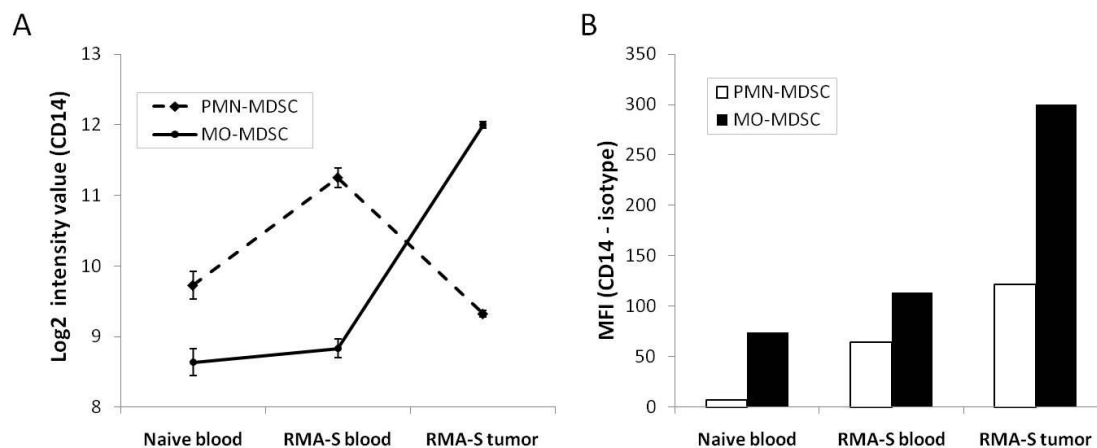 A
Log2 intensity value (CD14)
13
12
11
10
9
8
PMN-MDSC
MO-MDSC
Naive blood
RMA-S blood
RMA-S tumor
B
MFI (CD14 - isotype)
350
300
250
200
150
100
50
0
PMN-MDSC
MO-MDSC
Naive blood
RMA-S blood
RMA-S tumor